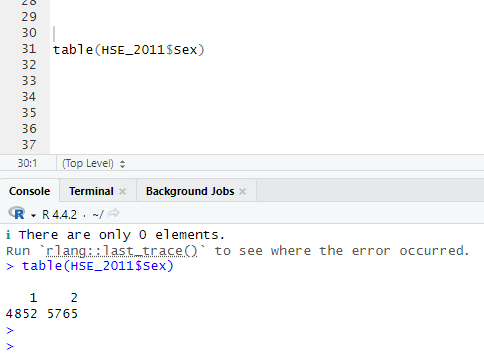 28
29
30
31 table(HSE_2011$Sex)
32
33
34
35
36
37
30:1 (Top Level)
Console Terminal × Background Jobs ×
R R 4.4.2 · ~/
ℹ There are only 0 elements.
Run `rlang::last_trace()` to see where the error occurred.
> table(HSE_2011$Sex)
1 2
4852 5765
>
>